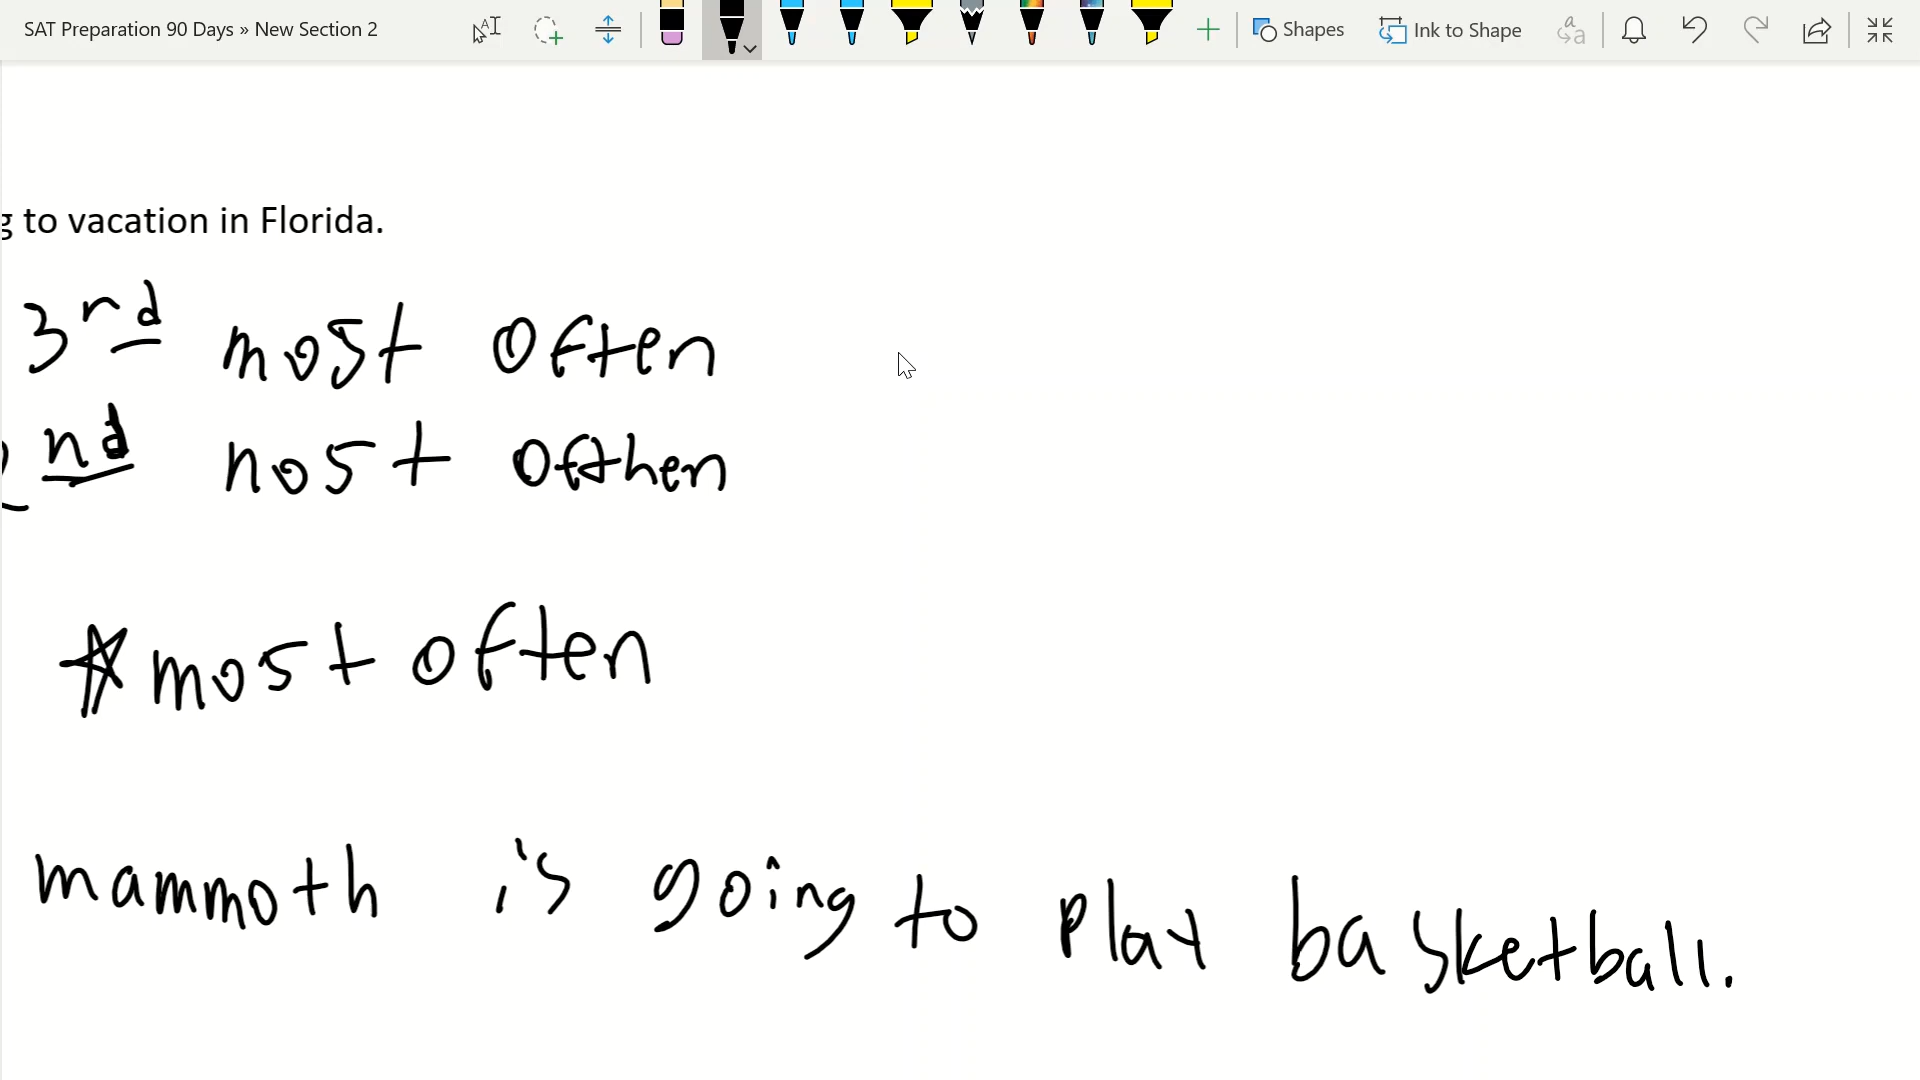 SAT Preparation 90 Days » New Section 2
Shapes
Ink to Shape
g to vacation in Florida.
3rd most often
nd nost ofthen
most often
mammoth is going to play basketball.